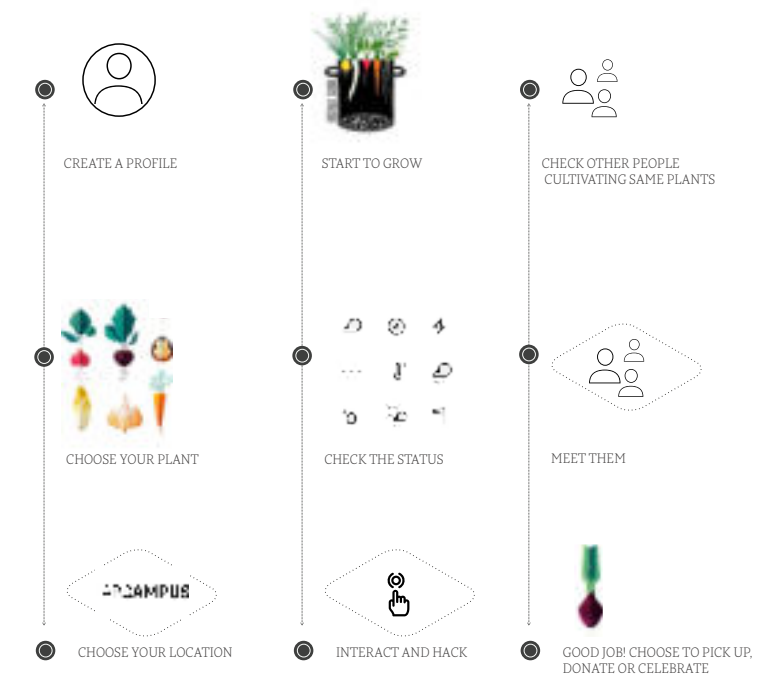 CREATE A PROFILE
CHOOSE YOUR PLANT
CHOOSE YOUR LOCATION
START TO GROW
CHECK THE STATUS
INTERACT AND HACK
CHECK OTHER PEOPLE
CULTIVATING SAME PLANTS
MEET THEM
GOOD JOB! CHOOSE TO PICK UP,
DONATE OR CELEBRATE